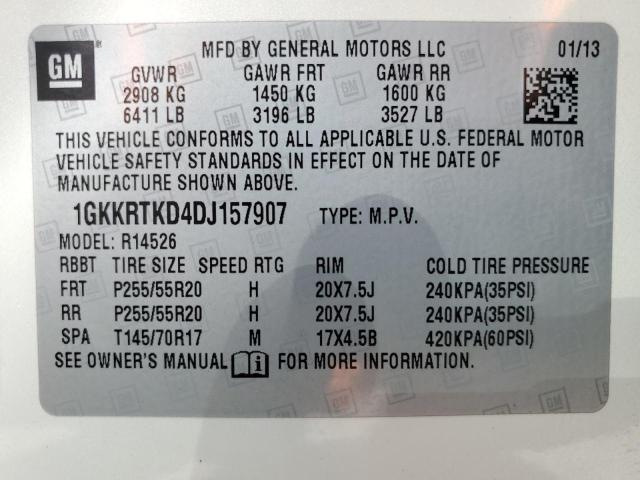 GM
MFD BY GENERAL MOTORS LLC 01/13
GVWR GAWR FRT GAWR RR
2908 KG 1450 KG 1600 KG
6411 LB 3196 LB 3527 LB
THIS VEHICLE CONFORMS TO ALL APPLICABLE U.S. FEDERAL MOTOR
VEHICLE SAFETY STANDARDS IN EFFECT ON THE DATE OF
MANUFACTURE SHOWN ABOVE.
1GKKRTKD4DJ157907 TYPE: M.P.V.
MODEL: R14526
RBBT TIRE SIZE SPEED RTG RIM COLD TIRE PRESSURE
FRT P255/55R20 H 20X7.5J 240KPA(35PSI)
RR P255/55R20 H 20X7.5J 240KPA(35PSI)
SPA T145/70R17 M 17X4.5B 420KPA(60PSI)
SEE OWNER'S MANUAL i FOR MORE INFORMATION.